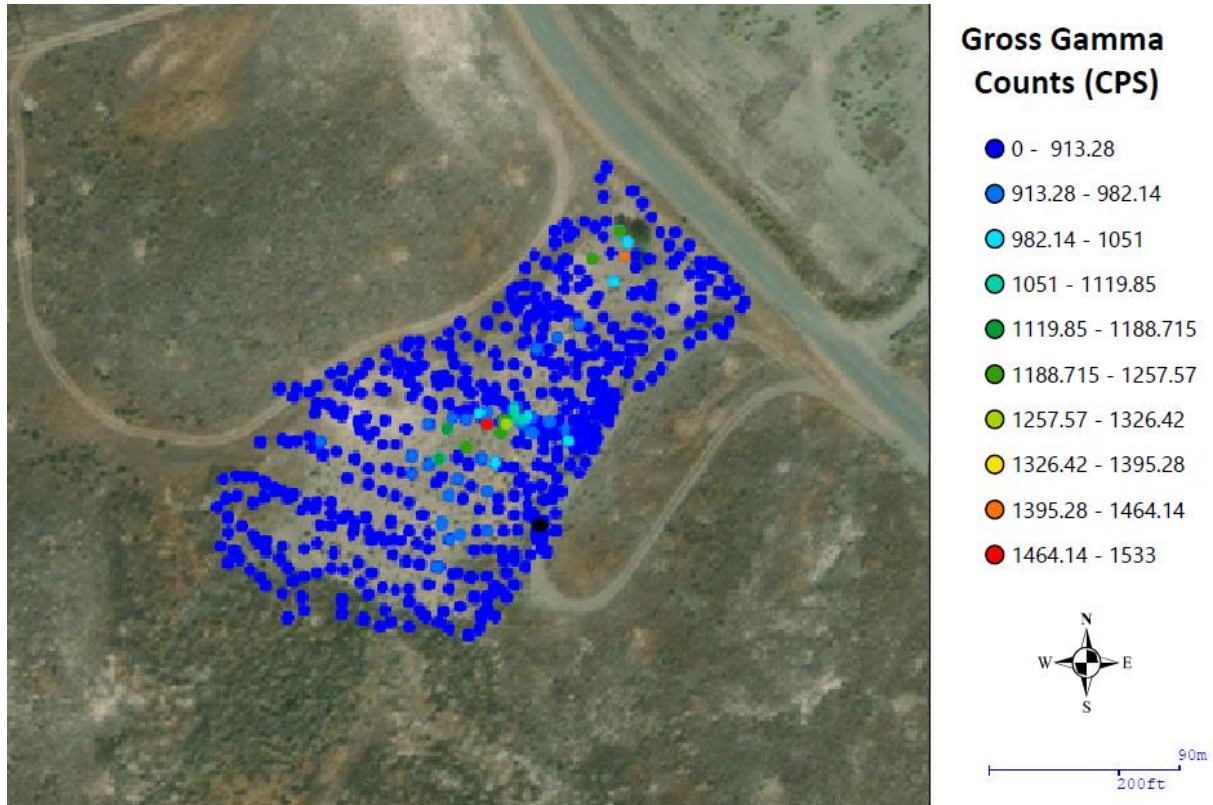 Gross Gamma
Counts (CPS)
0 - 913.28
913.28 - 982.14
982.14 - 1051
1051 - 1119.85
1119.85 - 1188.715
1188.715 - 1257.57
1257.57 - 1326.42
1326.42 - 1395.28
1395.28 - 1464.14
1464.14 - 1533
N
W E
S
90m
200ft